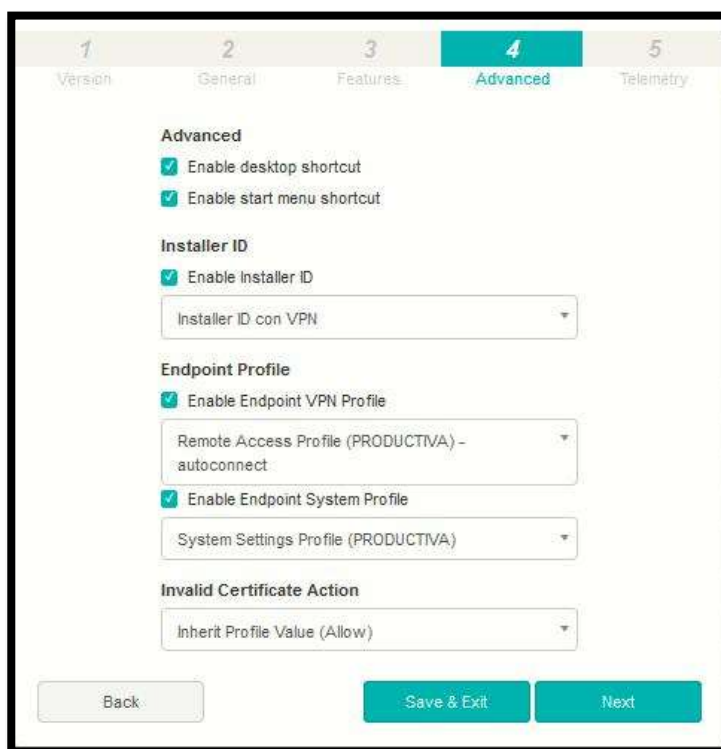 1 2 3 4 5
Version General Features Advanced Telemetry
Advanced
Enable desktop shortcut
Enable start menu shortcut
Installer ID
Enable Installer ID
Installer ID con VPN
Endpoint Profile
Enable Endpoint VPN Profile
Remote Access Profile (PRODUCTIVA) -
autoconnect
Enable Endpoint System Profile
System Settings Profile (PRODUCTIVA)
Invalid Certificate Action
Inherit Profile Value (Allow)
Back Save & Exit Next